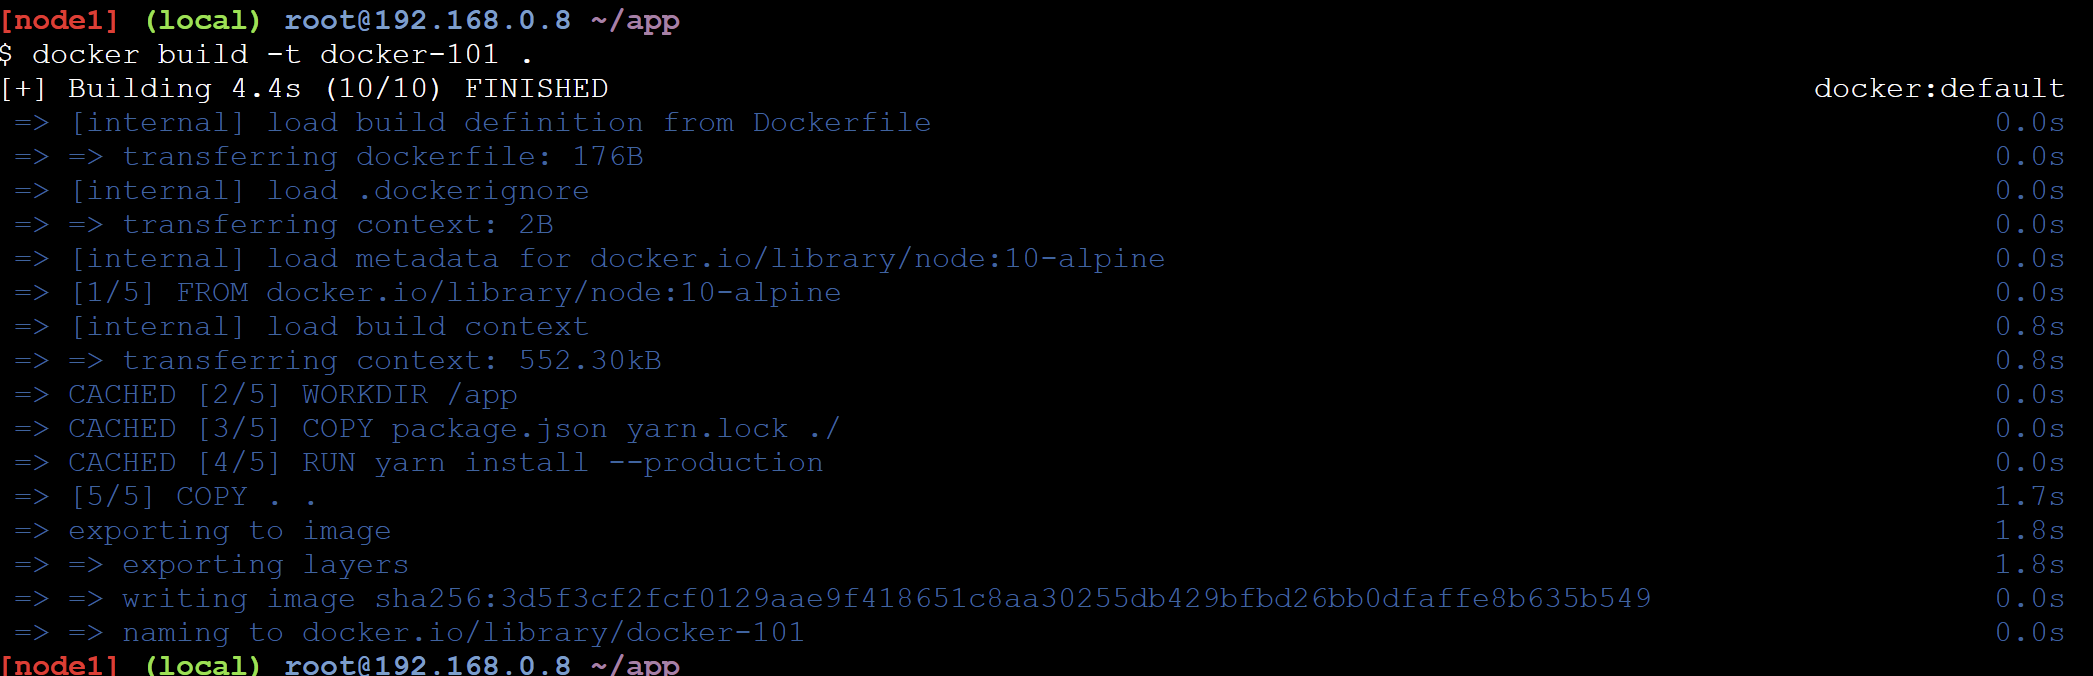 [node1] (local) root@192.168.0.8 ~/app
$ docker build -t docker-101 .
[+] Building 4.4s (10/10) FINISHED docker:default
=> [internal] load build definition from Dockerfile 0.0s
=> => transferring dockerfile: 176B 0.0s
=> [internal] load .dockerignore 0.0s
=> => transferring context: 2B 0.0s
=> [internal] load metadata for docker.io/library/node:10-alpine 0.0s
=> [1/5] FROM docker.io/library/node:10-alpine 0.0s
=> [internal] load build context 0.8s
=> => transferring context: 552.30kB 0.8s
=> CACHED [2/5] WORKDIR /app 0.0s
=> CACHED [3/5] COPY package.json yarn.lock ./ 0.0s
=> CACHED [4/5] RUN yarn install --production 0.0s
=> [5/5] COPY . . 1.7s
=> exporting to image 1.8s
=> => exporting layers 1.8s
=> => writing image sha256:3d5f3cf2fcf0129aae9f418651c8aa30255db429bfbd26bb0dfaffe8b635b549 0.0s
=> => naming to docker.io/library/docker-101 0.0s
[node1] (local) root@192.168.0.8 ~/app